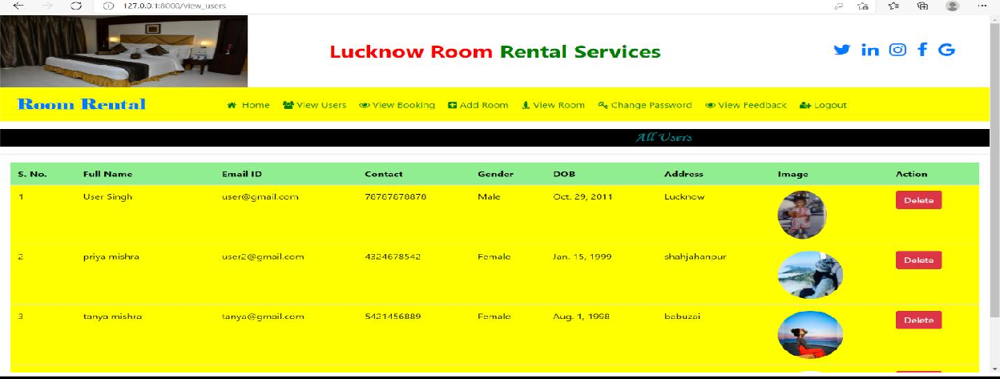 127.0.0.1:8000/view_users
Lucknow Room Rental Services
Room Rental Home View Users View Booking Add Room View Room Change Password View Feedback Logout
All Users
S. No. Full Name Email ID Contact Gender DOB Address Image Action
1 User Singh user@gmail.com 78787878878 Male Oct. 29, 2011 Lucknow Delete
2 priya mishra user2@gmail.com 4324678542 Female Jan. 15, 1999 shahjahanpur Delete
3 tanya mishra tanya@gmail.com 5421456889 Female Aug. 1, 1998 babuzai Delete